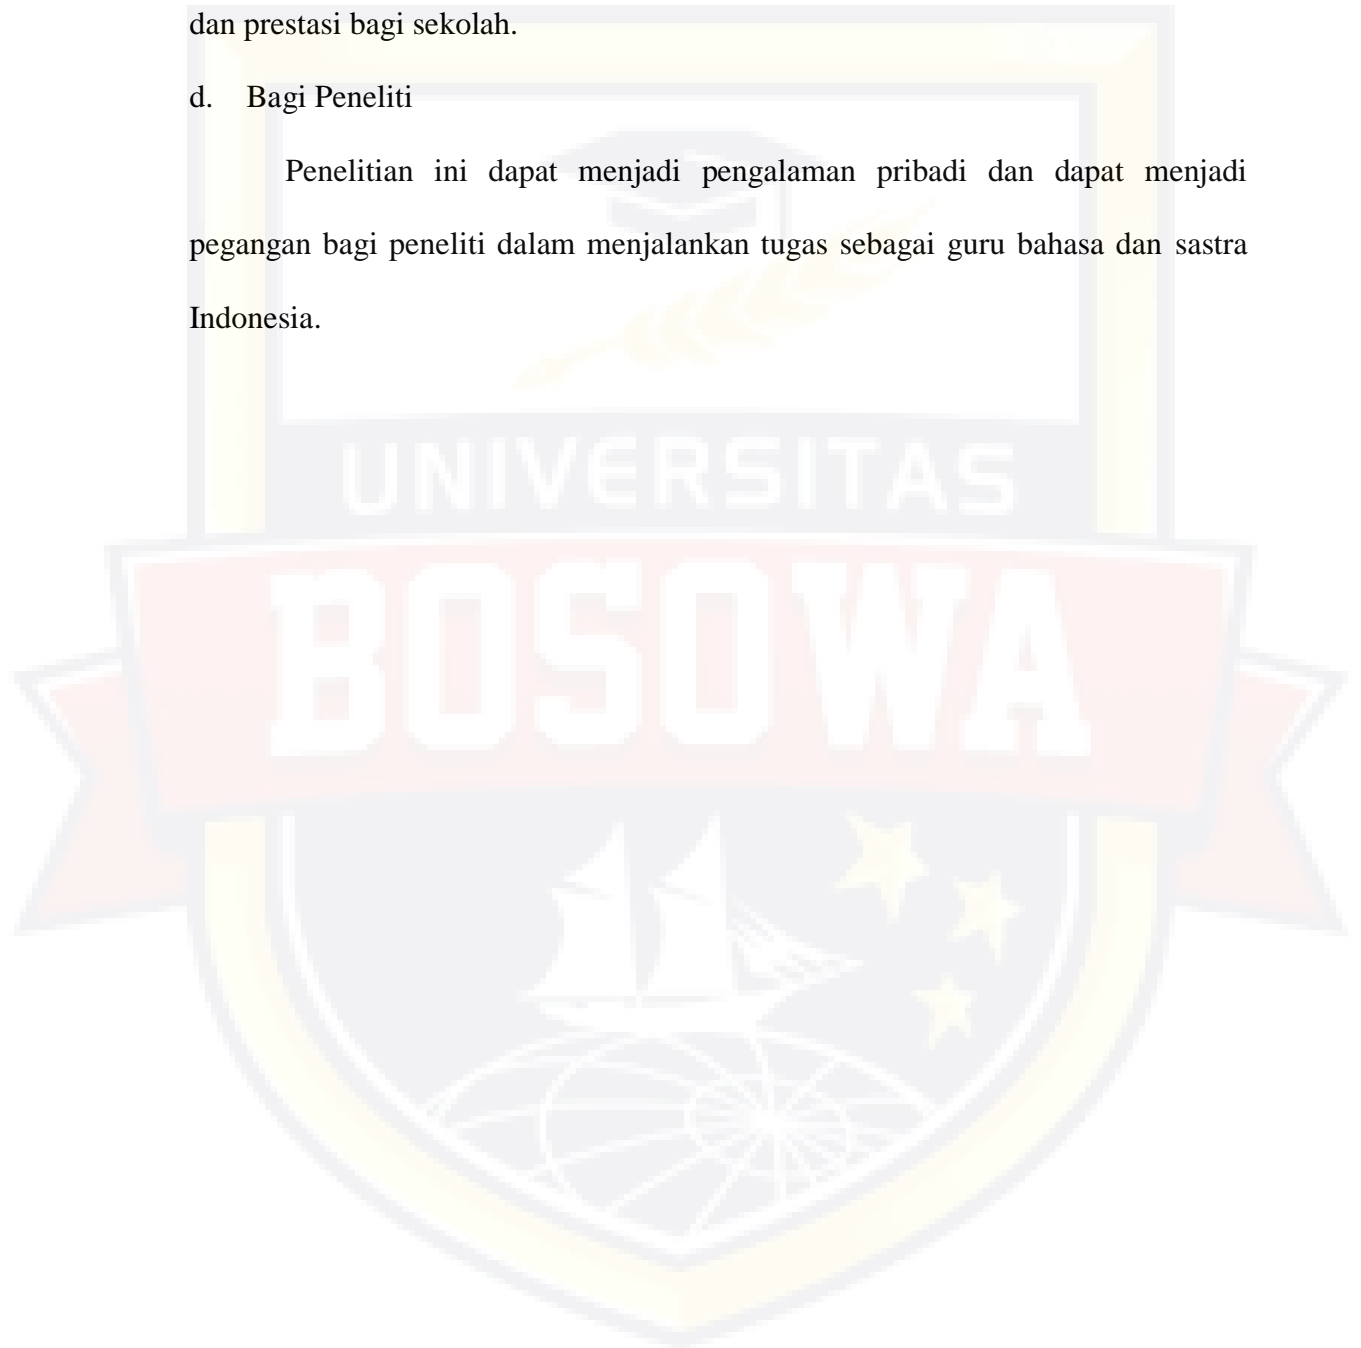 dan prestasi bagi sekolah.
d. Bagi Peneliti
Penelitian ini dapat menjadi pengalaman pribadi dan dapat menjadi
pegangan bagi peneliti dalam menjalankan tugas sebagai guru bahasa dan sastra
Indonesia.
UNIVERSITAS
BOSOWA